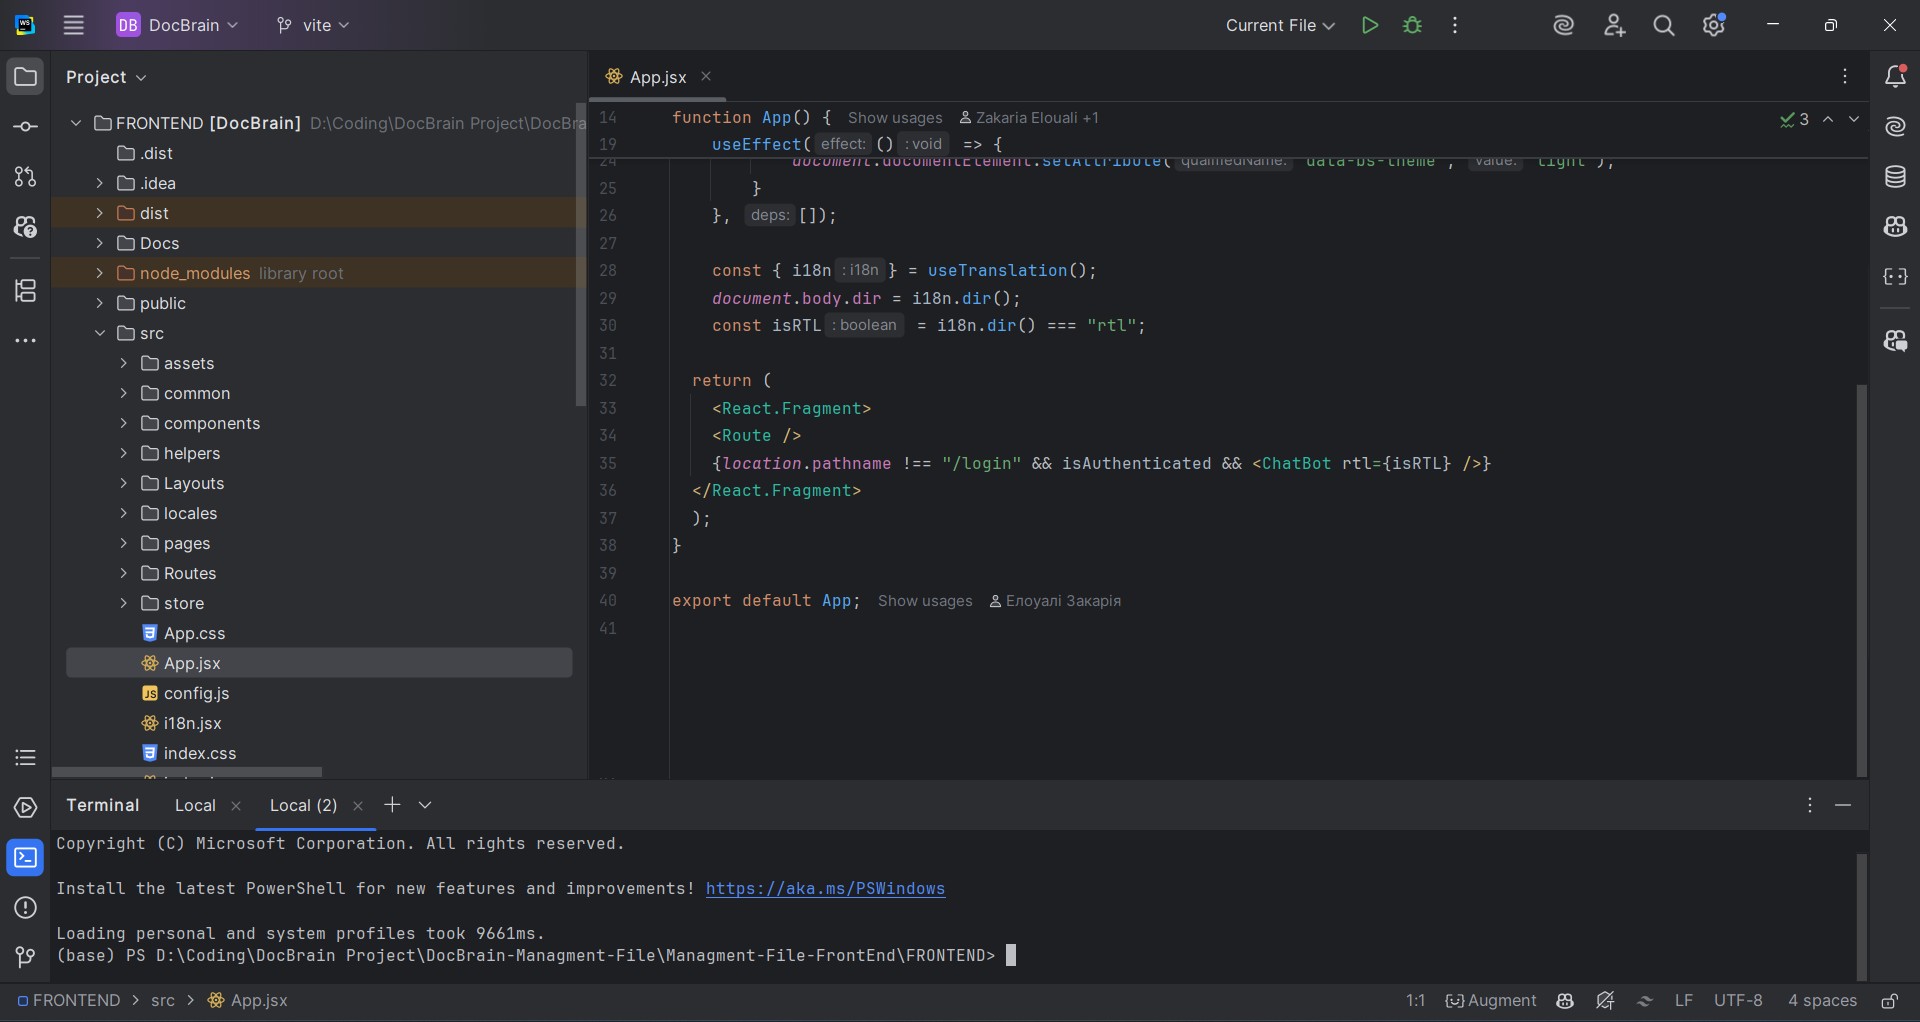 WS DB DocBrain vite Current File
Project
App.jsx
FRONTEND [DocBrain] D:\Coding\DocBrain Project\DocBra
.dist
.idea
dist
Docs
node_modules library root
public
src
assets
common
components
helpers
Layouts
locales
pages
Routes
store
App.css
App.jsx
config.js
i18n.jsx
index.css
14 function App() { Show usages Zakaria Elouali +1
3
19 useEffect( effect: () : void => {
24 document.documentElement.setAttribute( qualifiedName: "data-bs-theme", value: "light");
25 }
26 }, deps: []);
27
28 const { i18n : i18n } = useTranslation();
29 document.body.dir = i18n.dir();
30 const isRTL : boolean = i18n.dir() === "rtl";
31
32 return (
33 <React.Fragment>
34 <Route />
35 {location.pathname !== "/login" && isAuthenticated && <ChatBot rtl={isRTL} />}
36 </React.Fragment>
37 );
38 }
39
40 export default App; Show usages Елоуалі Закарія
41
Terminal Local Local (2)
Copyright (C) Microsoft Corporation. All rights reserved.
Install the latest PowerShell for new features and improvements! https://aka.ms/PSWindows
Loading personal and system profiles took 9661ms.
(base) PS D:\Coding\DocBrain Project\DocBrain-Managment-File\Managment-File-FrontEnd\FRONTEND>
FRONTEND > src > App.jsx 1:1 Augment LF UTF-8 4 spaces